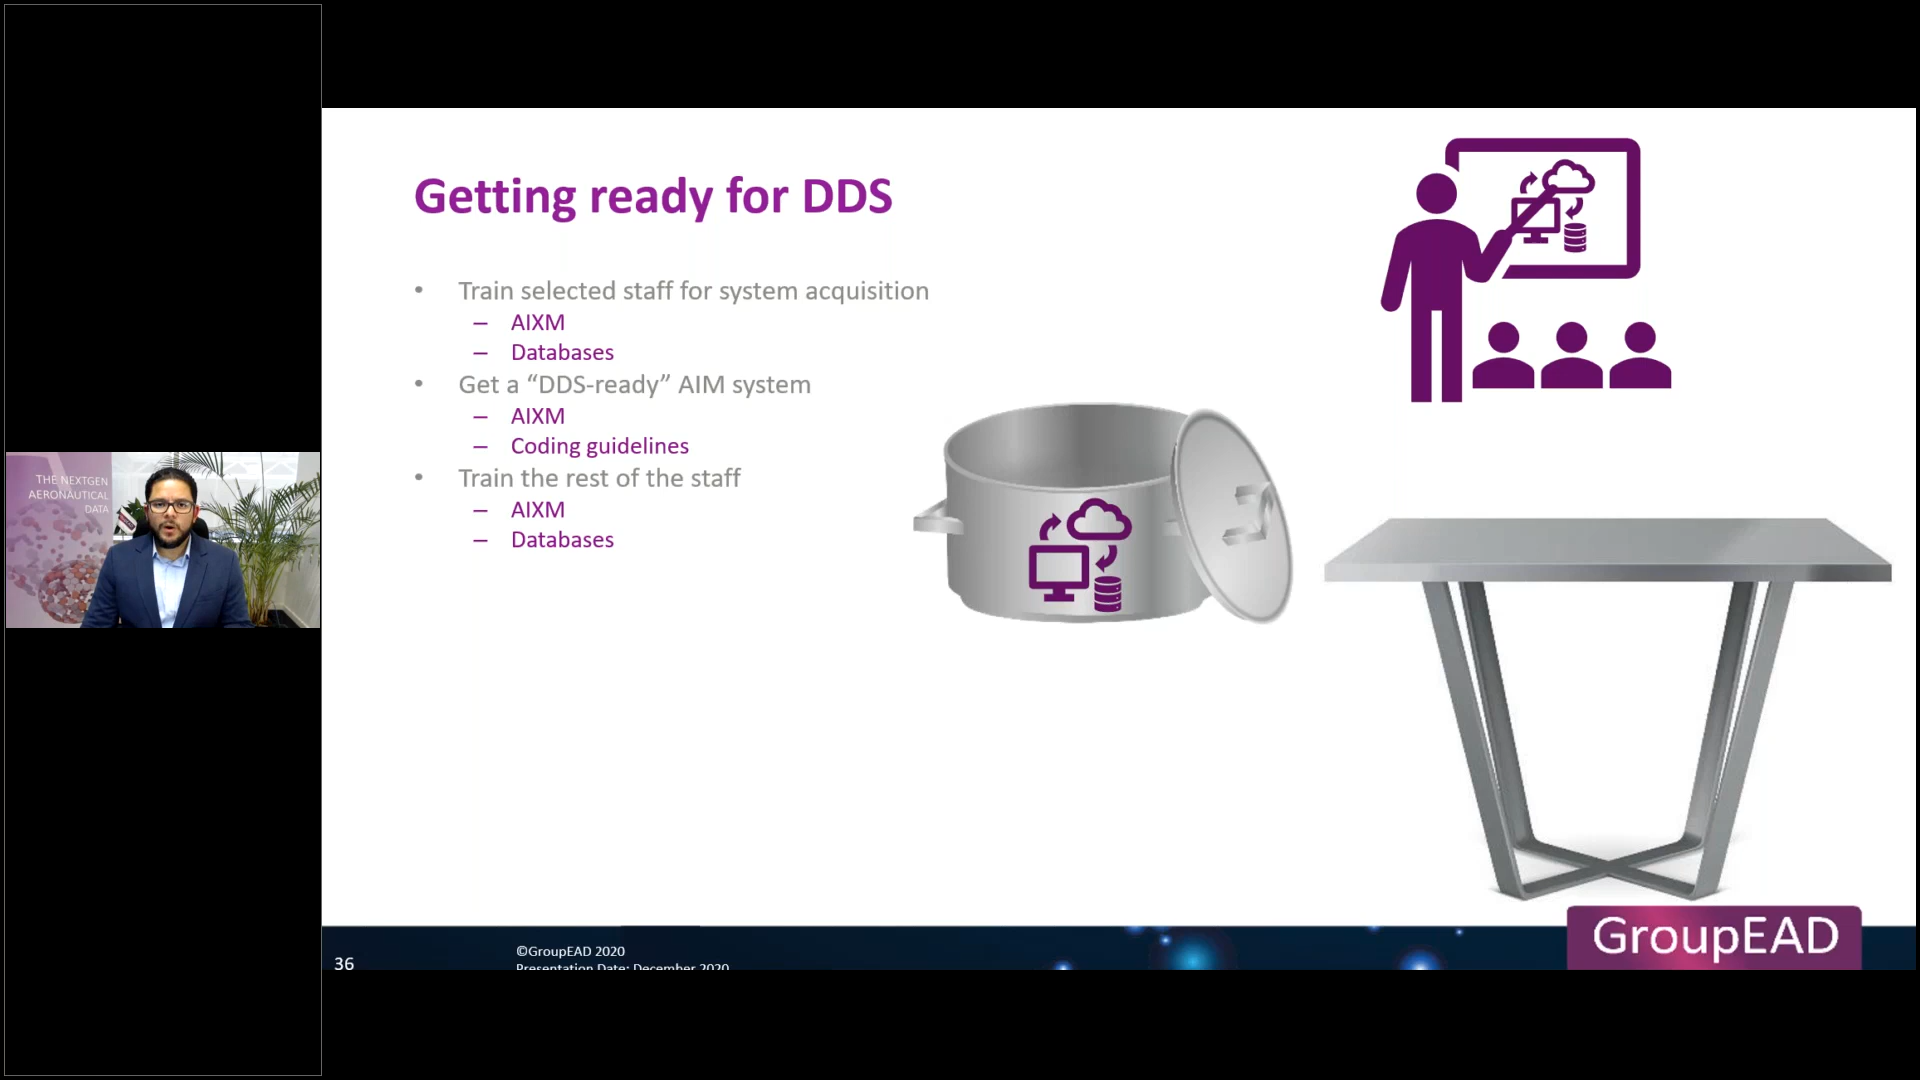 THE NEXTGEN
AERONAUTICAL
DATA
Getting ready for DDS
• Train selected staff for system acquisition
– AIXM
– Databases
• Get a “DDS-ready” AIM system
– AIXM
– Coding guidelines
• Train the rest of the staff
– AIXM
– Databases
36
©GroupEAD 2020
Presentation Date: December 2020
GroupEAD